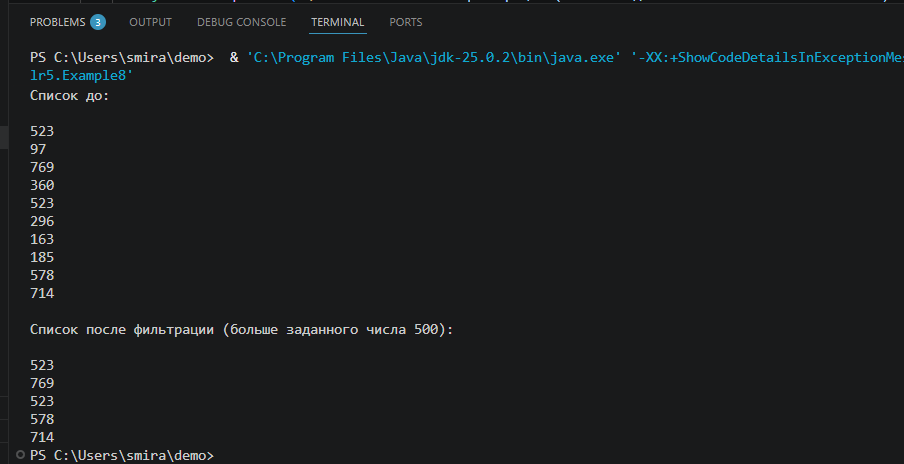 PROBLEMS 3 OUTPUT DEBUG CONSOLE TERMINAL PORTS
PS C:\Users\smira\demo> & 'C:\Program Files\Java\jdk-25.0.2\bin\java.exe' '-XX:+ShowCodeDetailsInExceptionMes
lr5.Example8'
Список до:
523
97
769
360
523
296
163
185
578
714
Список после фильтрации (больше заданного числа 500):
523
769
523
578
714
PS C:\Users\smira\demo>